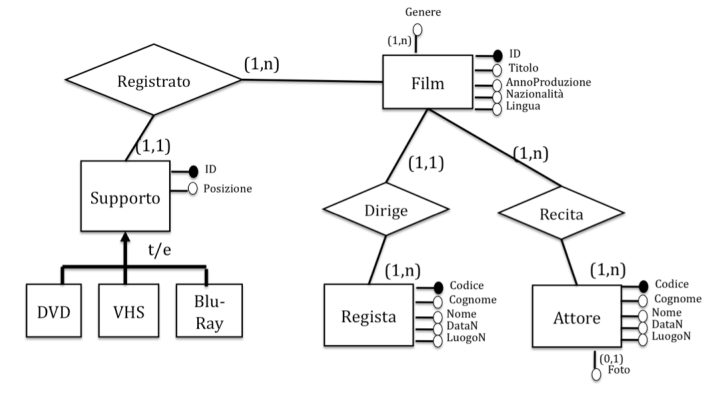 Genere
(1,n)
Registrato
(1,n)
Film
ID
Titolo
AnnoProduzione
Nazionalità
Lingua
(1,1)
(1,1)
(1,n)
Supporto
ID
Posizione
Dirige
Recita
t/e
(1,n)
(1,n)
DVD
VHS
Blu-
Ray
Regista
Codice
Cognome
Nome
DataN
LuogoN
Attore
Codice
Cognome
Nome
DataN
LuogoN
(0,1)
Foto